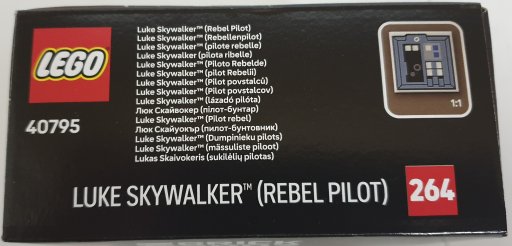 LEGO
40795
Luke Skywalker™ (Rebel Pilot)
Luke Skywalker™ (Rebellenpilot)
Luke Skywalker™ (pilote rebelle)
Luke Skywalker (pilota ribelle)
Luke Skywalker™ (Piloto Rebelde)
Luke Skywalker™ (pilot Rebelii)
Luke Skywalker™ (Pilot povstalců)
Luke Skywalker™ (Pilot povstalcov)
Luke Skywalker™ (lázadó pilóta)
Люк Скайвокер (пілот-бунтар)
Luke Skywalker™ (Pilot rebel)
Люк Скайуокър (пилот-бунтовник)
Luke Skywalker™ (Dumpinieku pilots)
Luke Skywalker™ (mässuliste piloot)
Lukas Skaivokeris (sukilėlių pilotas)
1:1
LUKE SKYWALKER™ (REBEL PILOT)
264